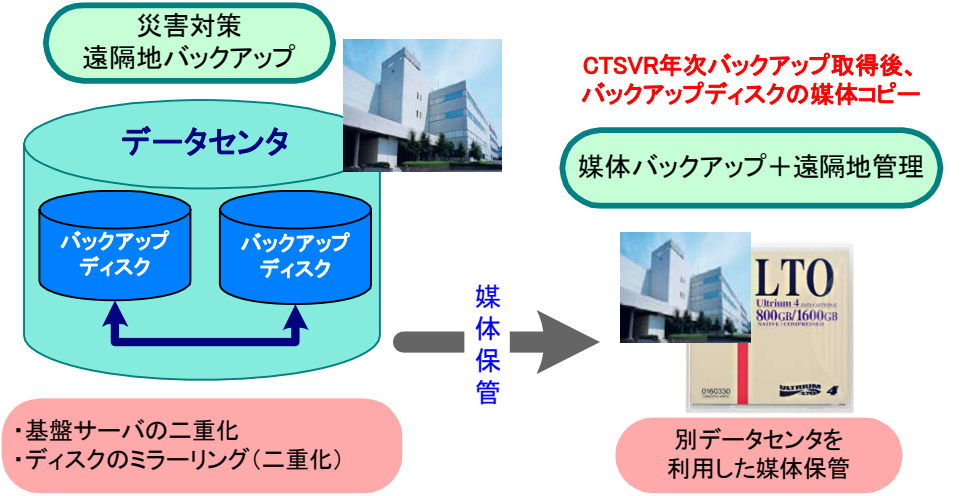 災害対策
遠隔地バックアップ
データセンタ
バックアップ
ディスク
バックアップ
ディスク
・基盤サーバの二重化
・ディスクのミラーリング（二重化）
媒
体
保
管
CTSVR年次バックアップ取得後、
バックアップディスクの媒体コピー
媒体バックアップ＋遠隔地管理
LTO
Ultrium 4 DATA CARTRIDGE
800GB/1600GB
NATIVE/COMPRESSED
0160330
ULTRIUM
LTO 4
別データセンタを
利用した媒体保管